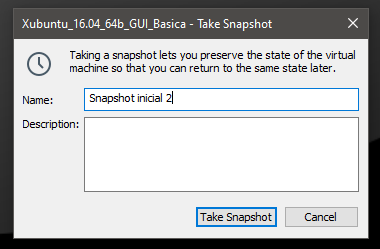 Xubuntu_16.04_64b_GUI_Basica - Take Snapshot
Taking a snapshot lets you preserve the state of the virtual
machine so that you can return to the same state later.
Name: Snapshot inicial 2
Description:
Take Snapshot Cancel